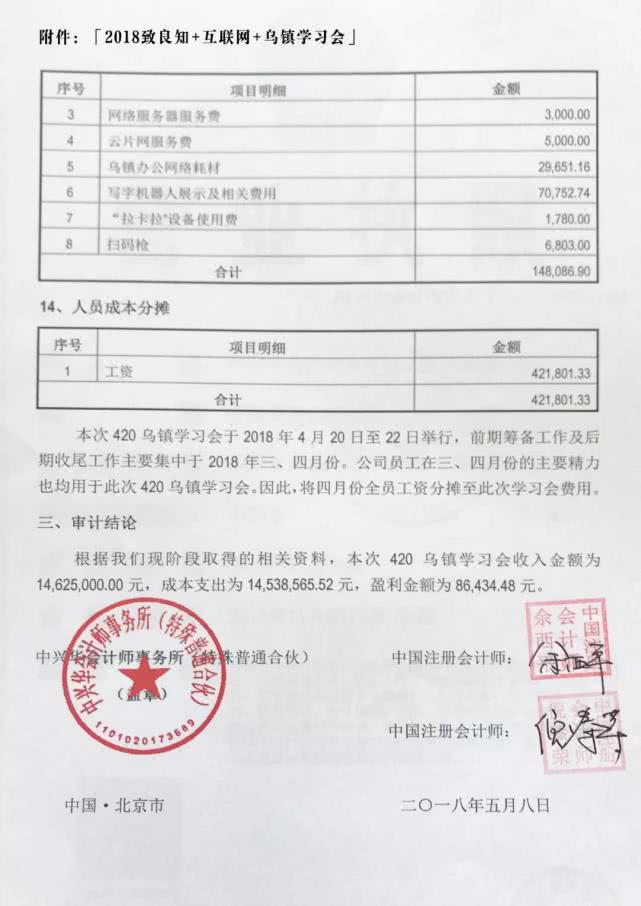 附件：「2018致良知+互联网+乌镇学习会」
序号 项目明细 金额
3 网络服务器服务费 3,000.00
4 云片网服务费 5,000.00
5 乌镇办公网络耗材 29,651.16
6 写字机器人展示及相关费用 70,752.74
7 “拉卡拉”设备使用费 1,780.00
8 扫码枪 6,803.00
合计 148,086.90
14、人员成本分摊
序号 项目明细 金额
1 工资 421,801.33
合计 421,801.33
本次 420 乌镇学习会于 2018 年 4 月 20 日至 22 日举行，前期筹备工作及后
期收尾工作主要集中于 2018 年三、四月份。公司员工在三、四月份的主要精力
也均用于此次 420 乌镇学习会。因此，将四月份全员工资分摊至此次学习会费用。
三、审计结论
根据我们现阶段取得的相关资料，本次 420 乌镇学习会收入金额为
14,625,000.00 元，成本支出为 14,538,565.52 元，盈利金额为 86,434.48 元。
中兴华会计师事务所（特殊普通合伙）
（盖章）
中兴华会计师事务所（特殊普通合伙）
1101020173689
中国注册会计师：
中国注册会计师：
中国·北京市
二〇一八年五月八日